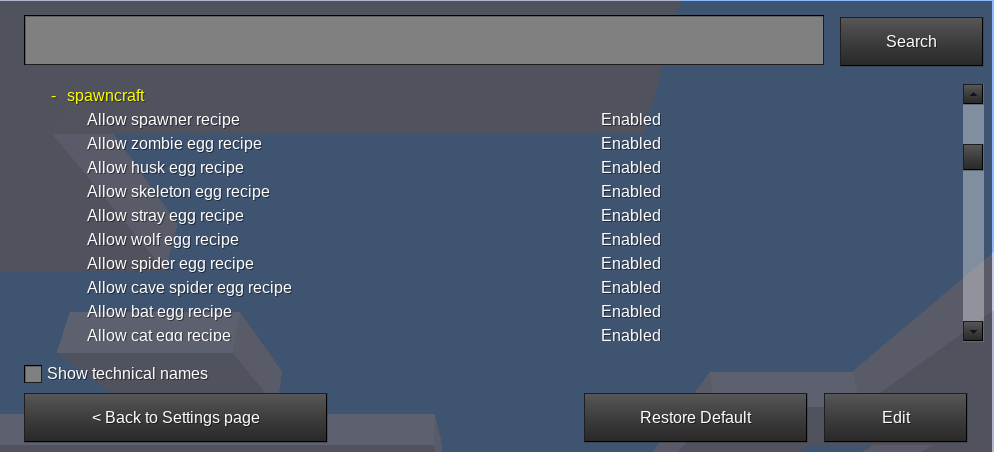 Search
- spawncraft
Allow spawner recipe Enabled
Allow zombie egg recipe Enabled
Allow husk egg recipe Enabled
Allow skeleton egg recipe Enabled
Allow stray egg recipe Enabled
Allow wolf egg recipe Enabled
Allow spider egg recipe Enabled
Allow cave spider egg recipe Enabled
Allow bat egg recipe Enabled
Allow cat egg recipe Enabled
Show technical names
< Back to Settings page Restore Default Edit